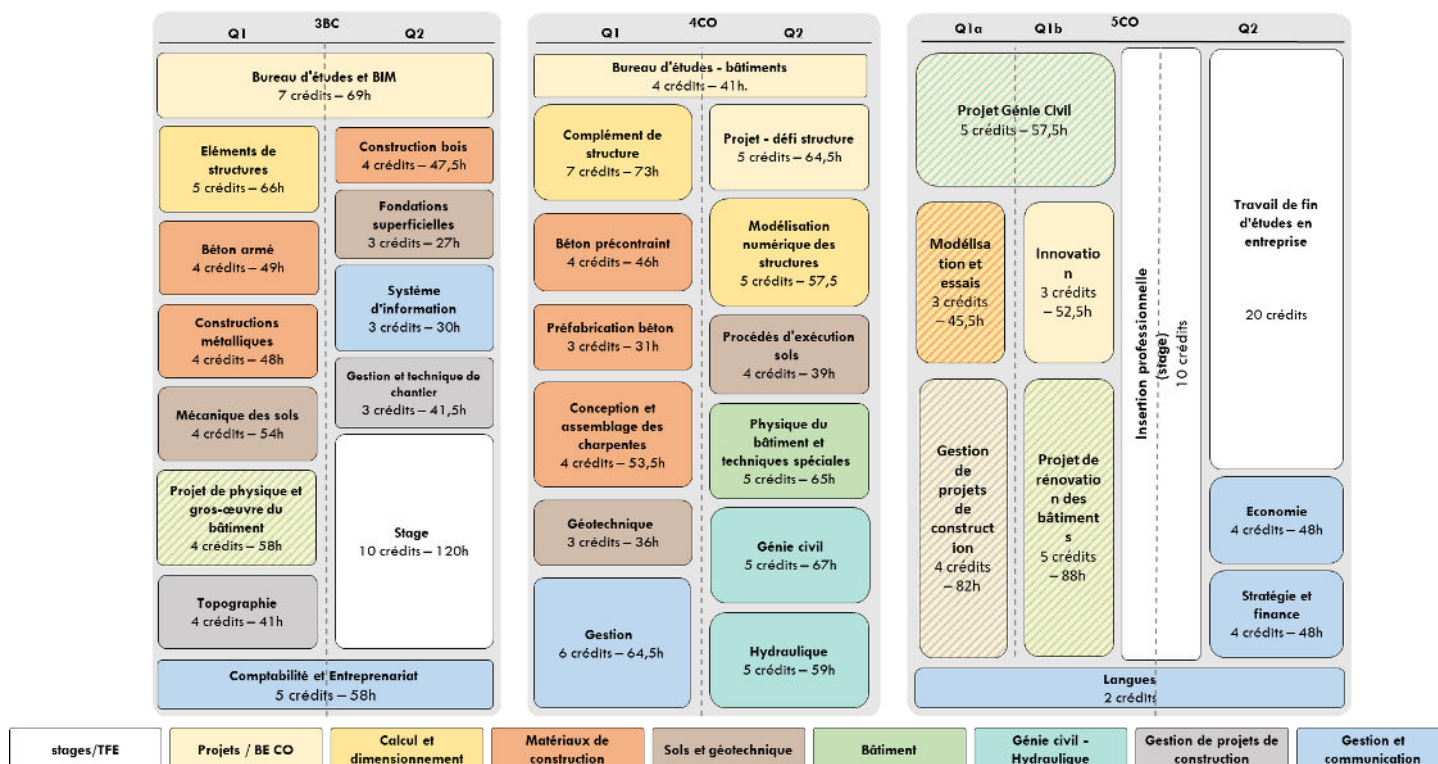 3BC
Q1
Q2
Bureau d'études et BIM
7 crédits – 69h
Eléments de
structures
5 crédits – 66h
Béton armé
4 crédits – 49h
Constructions
métalliques
4 crédits – 48h
Mécanique des sols
4 crédits – 54h
Projet de physique et
gros-œuvre du
bâtiment
4 crédits – 58h
Topographie
4 crédits – 41h
Construction bois
4 crédits – 47,5h
Fondations
superficielles
3 crédits – 27h
Système
d'information
3 crédits – 30h
Gestion et technique de
chantier
3 crédits – 41,5h
Stage
10 crédits – 120h
Comptabilité et Entreprenariat
5 crédits – 58h
4CO
Q1
Q2
Bureau d'études - bâtiments
4 crédits – 41h.
Complément de
structure
7 crédits – 73h
Béton précontraint
4 crédits – 46h
Préfabrication béton
3 crédits – 31h
Conception et
assemblage des
charpentes
4 crédits – 53,5h
Géotechnique
3 crédits – 36h
Gestion
6 crédits – 64,5h
Projet - défi structure
5 crédits – 64,5h
Modélisation
numérique des
structures
5 crédits – 57,5
Procédés d'exécution
sols
4 crédits – 39h
Physique du
bâtiment et
techniques spéciales
5 crédits – 65h
Génie civil
5 crédits – 67h
Hydraulique
5 crédits – 59h
5CO
Q1a
Q1b
Q2
Projet Génie Civil
5 crédits – 57,5h
Modélisa
tion et
essais
3 crédits
– 45,5h
Innovatio
n
3 crédits
– 52,5h
Gestion
de
projets
de
construct
ion
4 crédits
– 82h
Projet de
rénovatio
n des
bâtiment
s
5 crédits
– 88h
Insertion professionnelle
(stage)
10 crédits
Travail de fin
d'études en
entreprise
20 crédits
Economie
4 crédits – 48h
Stratégie et
finance
4 crédits – 48h
Langues
2 crédits
stages/TFE
Projets / BE CO
Calcul et
dimensionnement
Matériaux de
construction
Sols et géotechnique
Bâtiment
Génie civil -
Hydraulique
Gestion de projets de
construction
Gestion et
communication